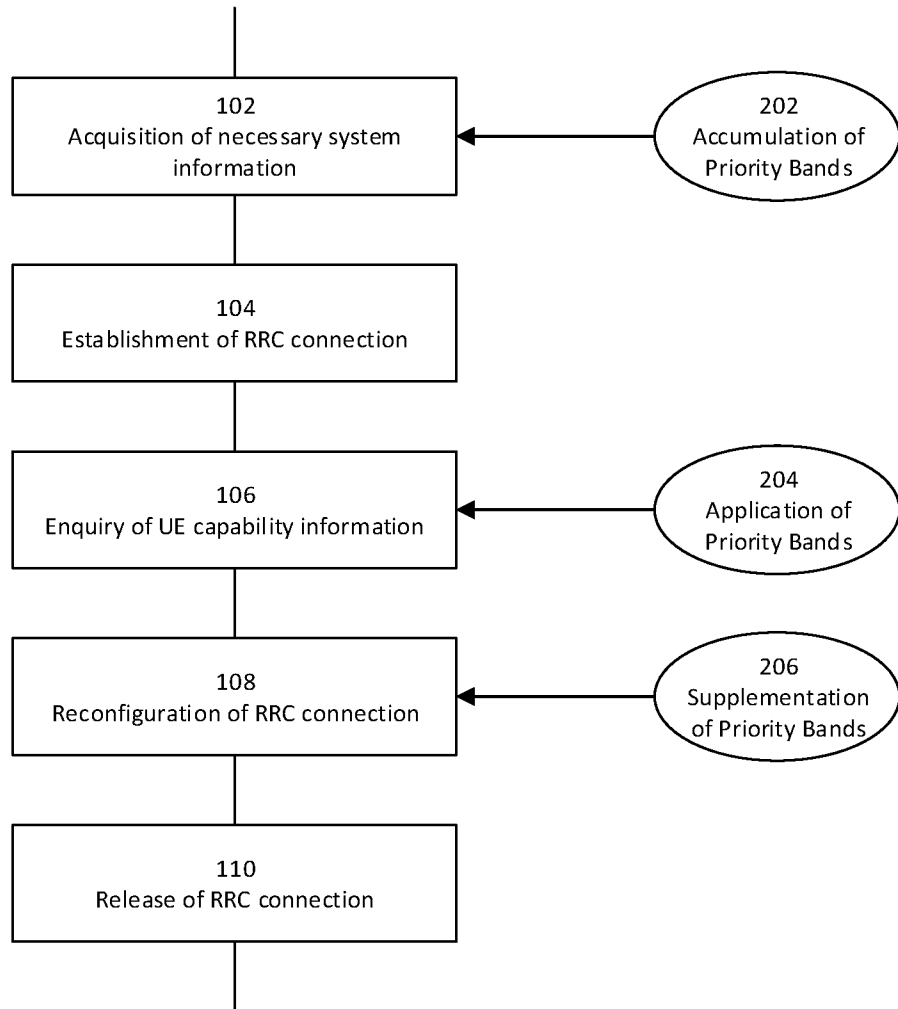 102
Acquisition of necessary system
information
202
Accumulation of
Priority Bands
104
Establishment of RRC connection
106
Enquiry of UE capability information
204
Application of
Priority Bands
108
Reconfiguration of RRC connection
206
Supplementation
of Priority Bands
110
Release of RRC connection